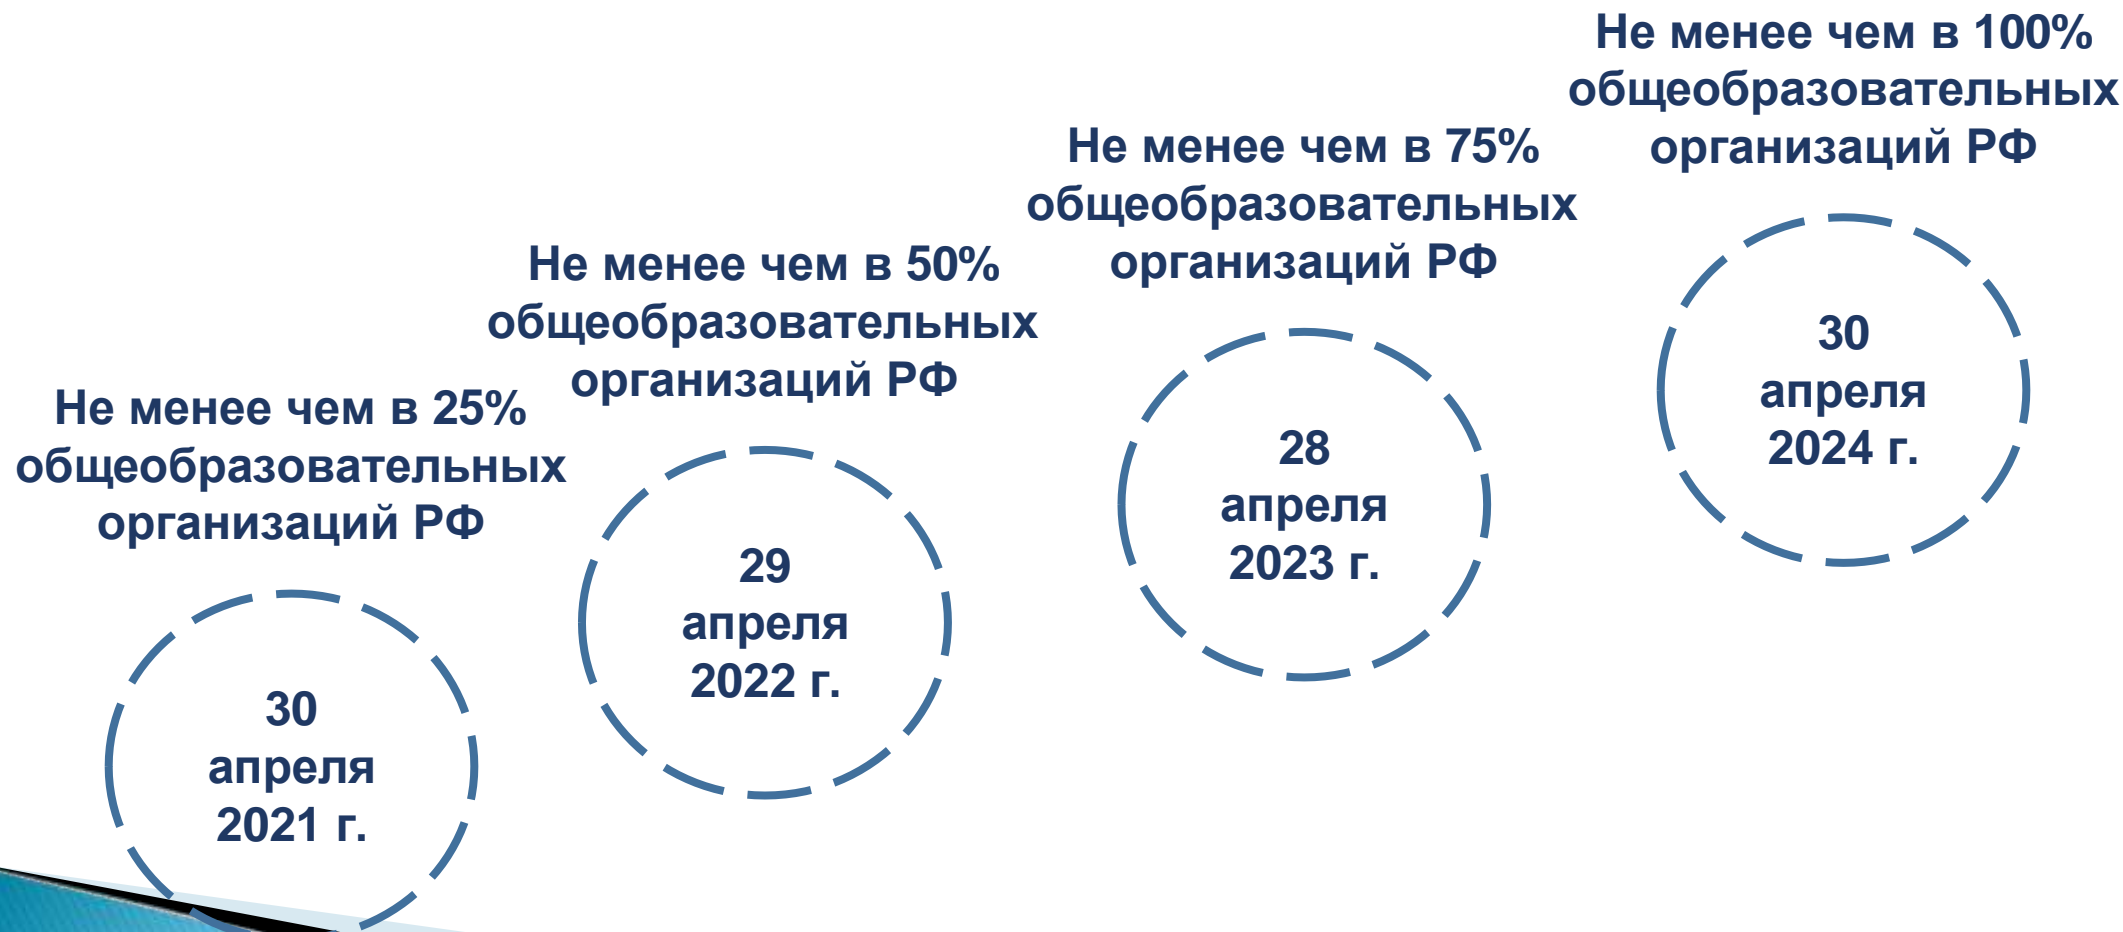 Не менее чем в 25%
общеобразовательных
организаций РФ
30
апреля
2021 г.
Не менее чем в 50%
общеобразовательных
организаций РФ
29
апреля
2022 г.
Не менее чем в 75%
общеобразовательных
организаций РФ
28
апреля
2023 г.
Не менее чем в 100%
общеобразовательных
организаций РФ
30
апреля
2024 г.